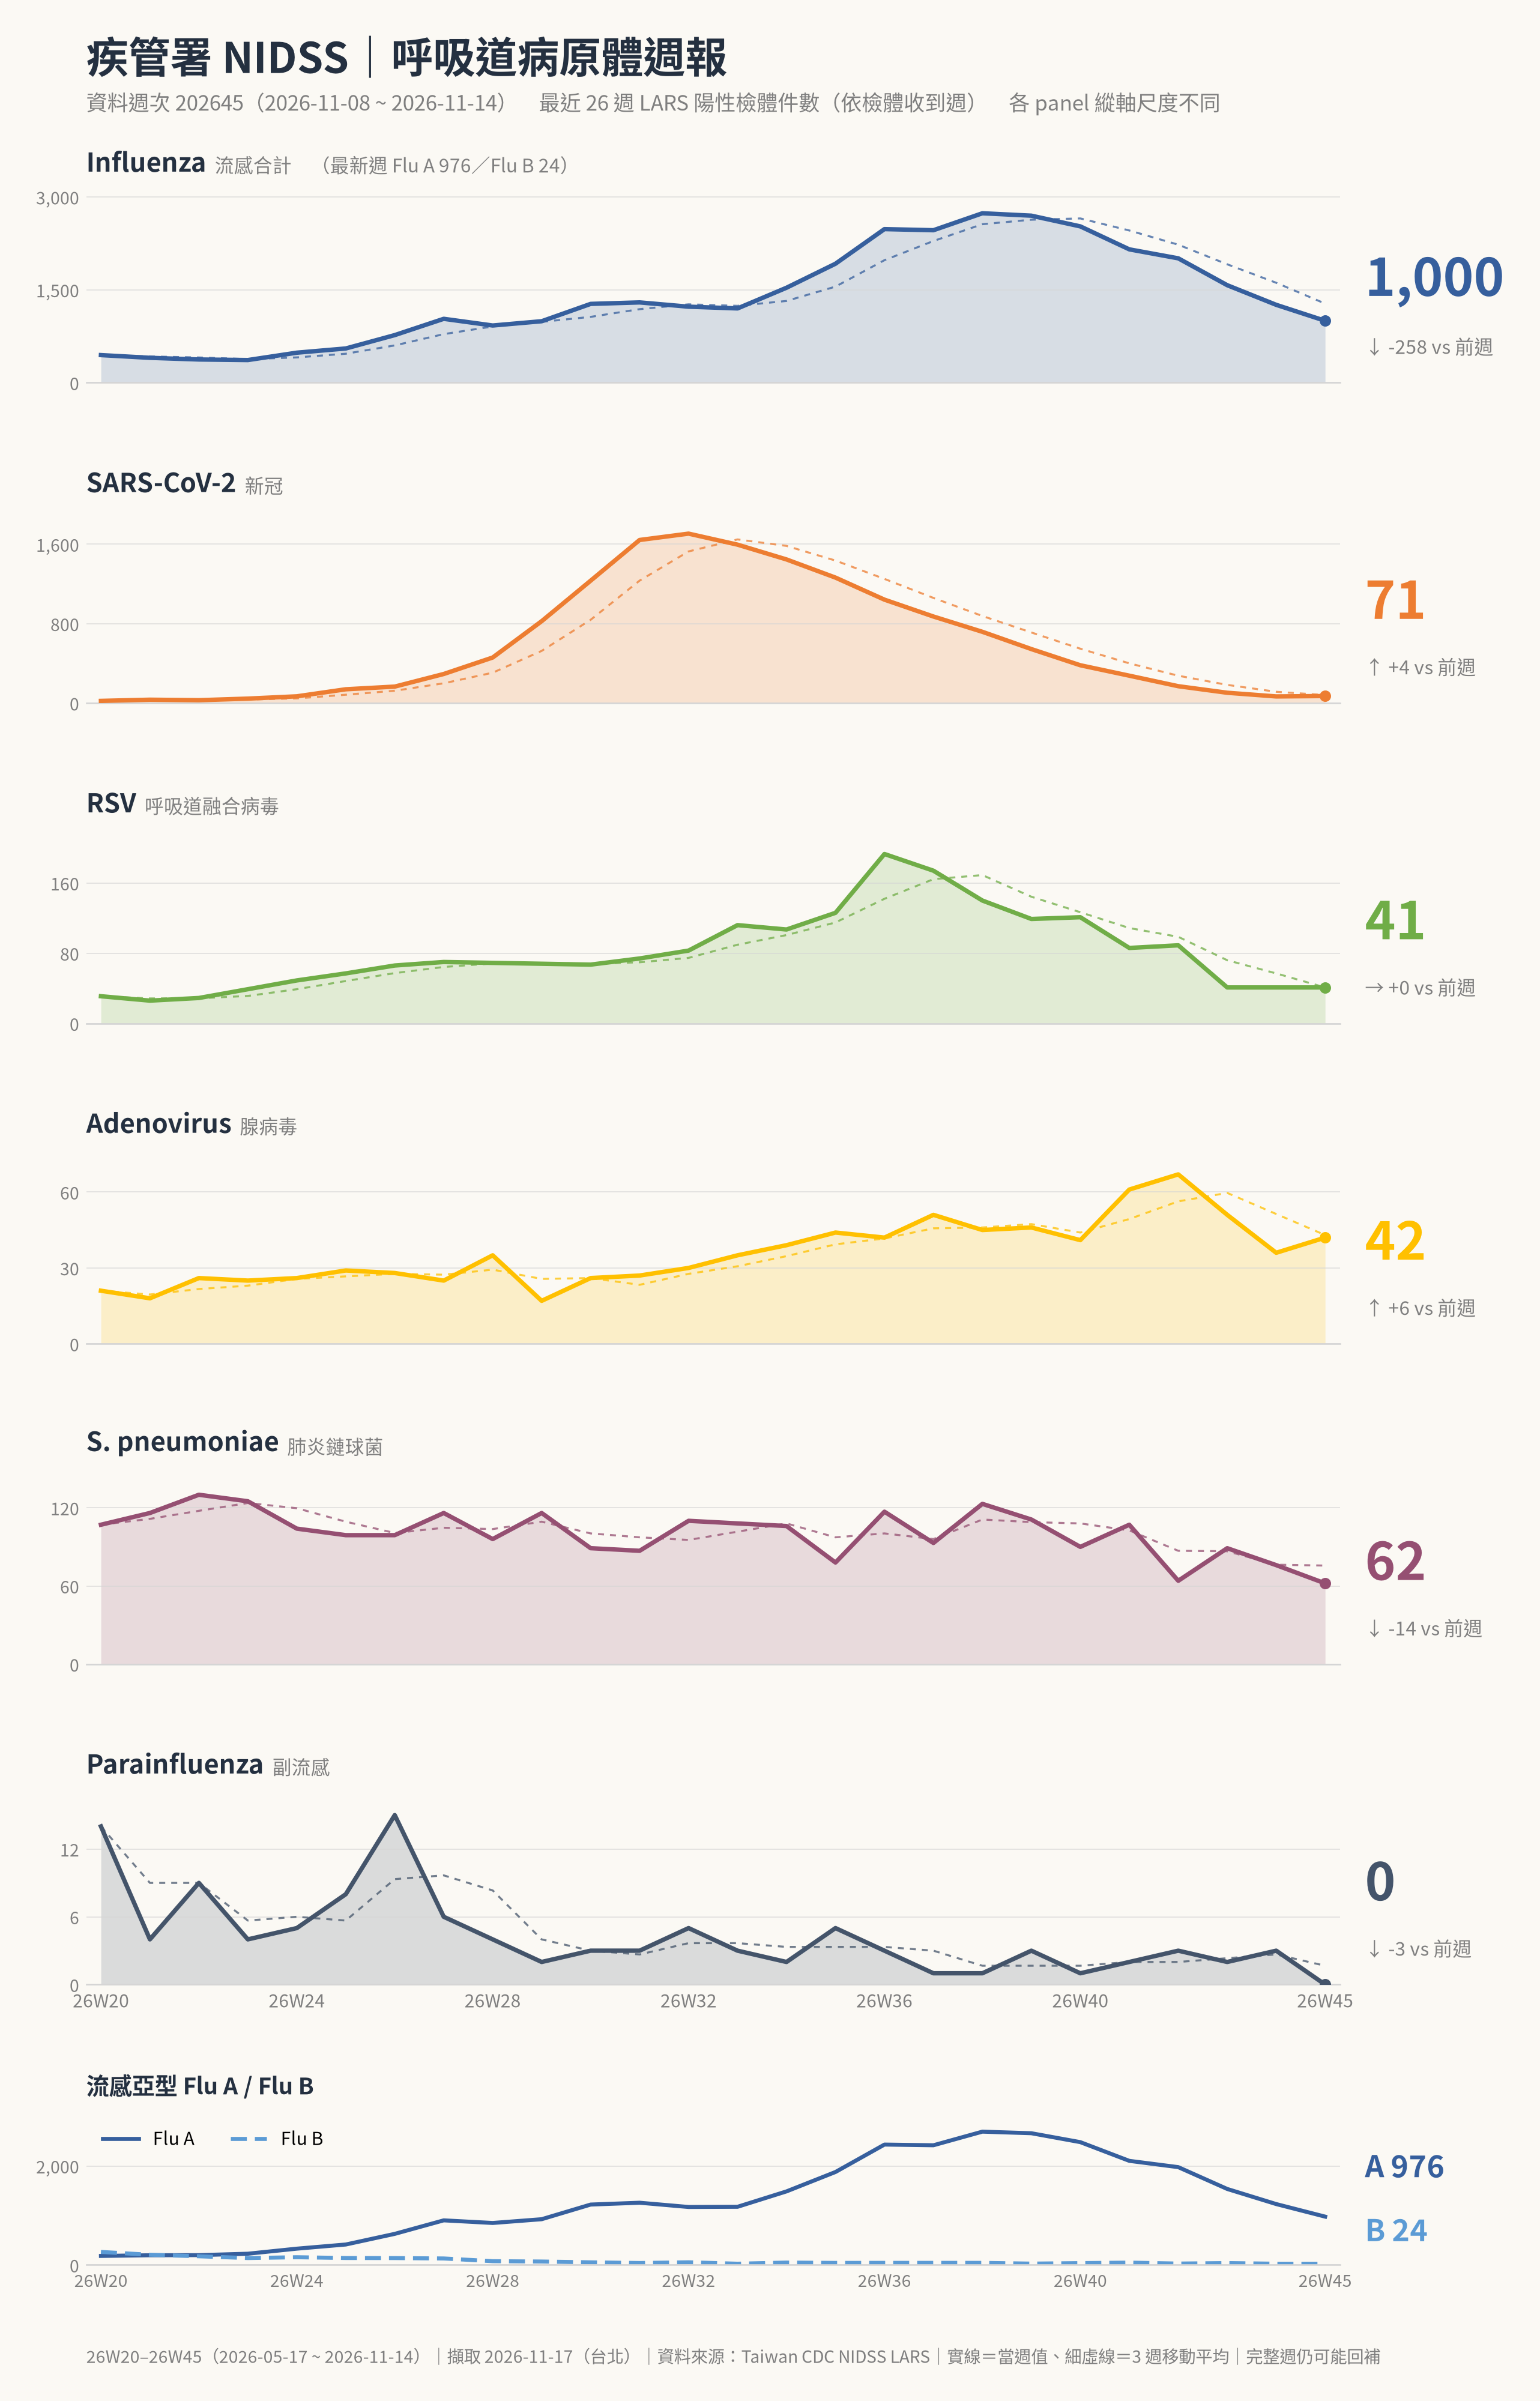 疾管署 NIDSS｜呼吸道病原體週報
資料週次 202645（2026-11-08 ~ 2026-11-14）　最近 26 週 LARS 陽性檢體件數（依檢體收到週）　各 panel 縱軸尺度不同
Influenza 流感合計　（最新週 Flu A 976／Flu B 24）
3,000
1,500
0
1,000
↓ -258 vs 前週
SARS-CoV-2 新冠
1,600
800
0
71
↑ +4 vs 前週
RSV 呼吸道融合病毒
160
80
0
41
→ +0 vs 前週
Adenovirus 腺病毒
60
30
0
42
↑ +6 vs 前週
S. pneumoniae 肺炎鏈球菌
120
60
0
62
↓ -14 vs 前週
Parainfluenza 副流感
12
6
0
0
↓ -3 vs 前週
26W20 26W24 26W28 26W32 26W36 26W40 26W45
流感亞型 Flu A / Flu B
Flu A Flu B
2,000
0
A 976
B 24
26W20 26W24 26W28 26W32 26W36 26W40 26W45
26W20–26W45（2026-05-17 ~ 2026-11-14）｜擷取 2026-11-17（台北）｜資料來源：Taiwan CDC NIDSS LARS｜實線＝當週值、細虛線＝3 週移動平均｜完整週仍可能回補